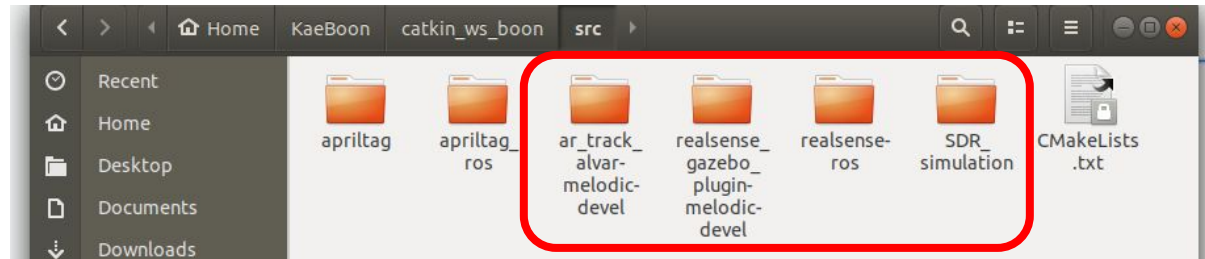 Home KaeBoon catkin_ws_boon src
Recent
Home
Desktop
Documents
Downloads
apriltag
apriltag_
ros
ar_track_
alvar-
melodic-
devel
realsense_
gazebo_
plugin-
melodic-
devel
realsense-
ros
SDR_
simulation
CMakeLists
.txt